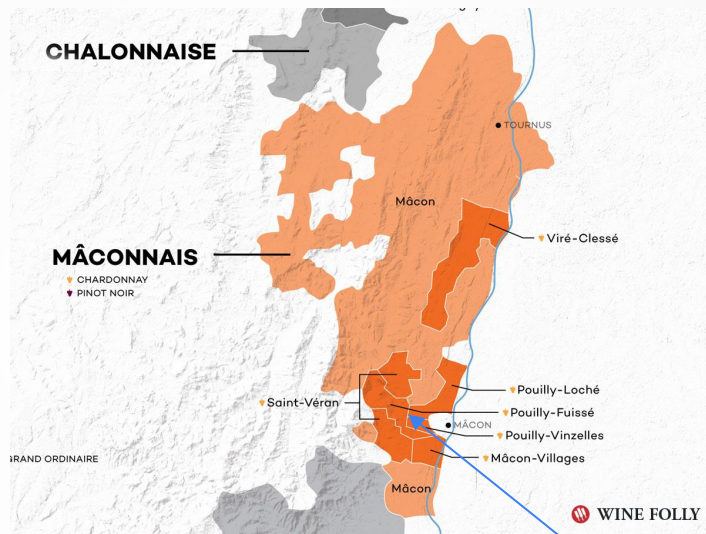 CHALONNAISE
TOURNUS
Mâcon
Viré-Clessé
MÂCONNAIS
CHARDONNAY
PINOT NOIR
Pouilly-Loché
Saint-Véran
Pouilly-Fuissé
MÂCON
Pouilly-Vinzelles
GRAND ORDINAIRE
Mâcon-Villages
Mâcon
WINE FOLLY